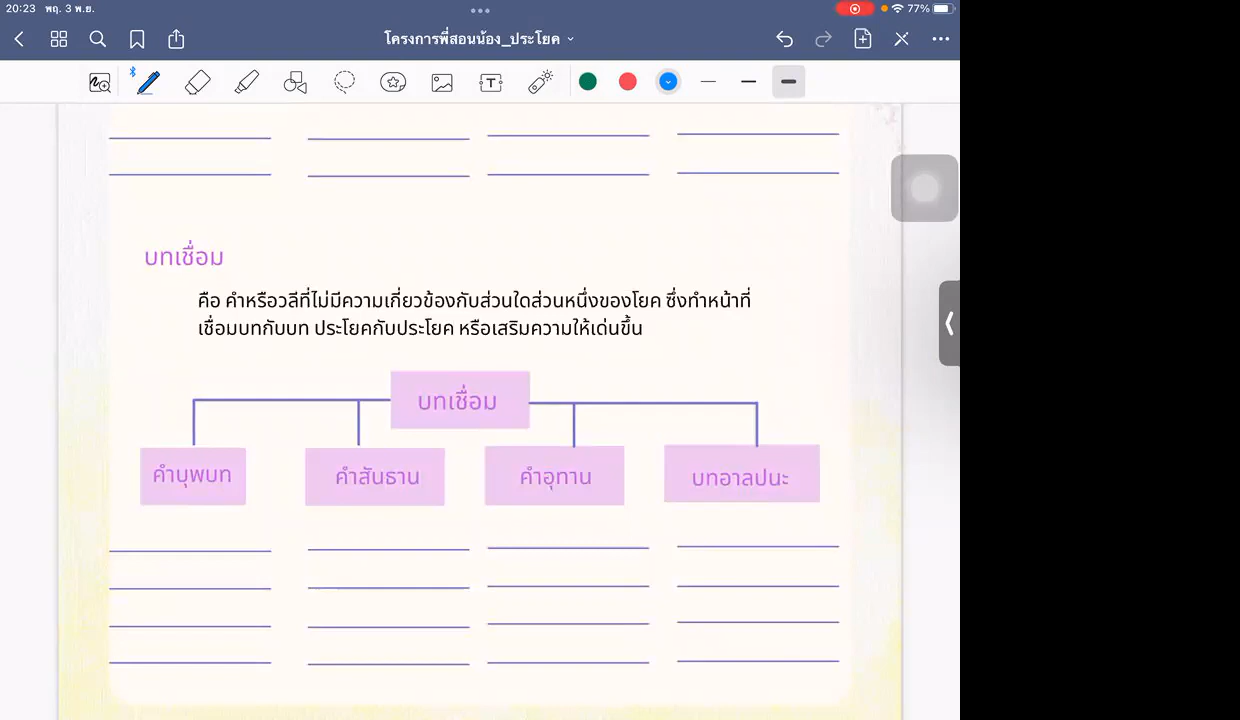 20:23 พฤ. 3 พ.ย.
77%
โครงการพี่สอนน้อง_ประโยค
บทเชื่อม
คือ คำหรือวลีที่ไม่มีความเกี่ยวข้องกับส่วนใดส่วนหนึ่งของโยค ซึ่งทำหน้าที่
เชื่อมบทกับบท ประโยคกับประโยค หรือเสริมความให้เด่นขึ้น
บทเชื่อม
คำบุพบท
คำสันธาน
คำอุทาน
บทอาลปนะ